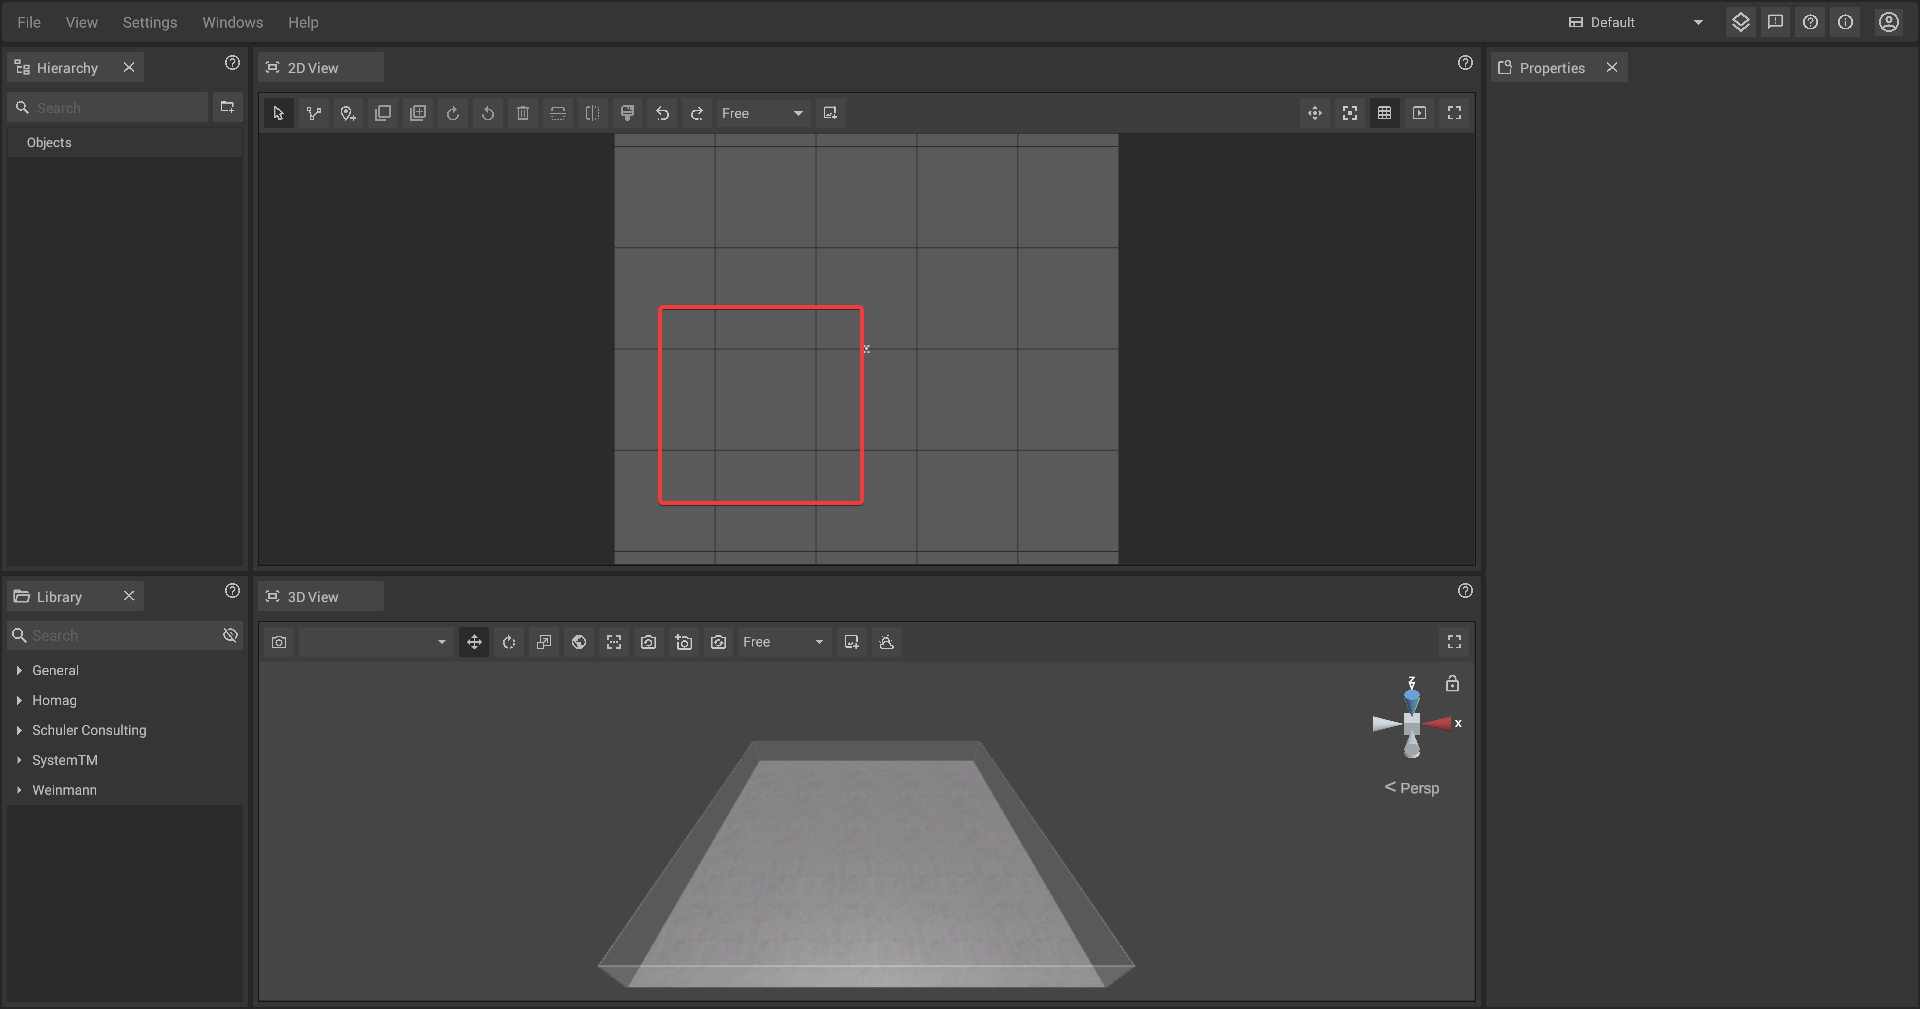 File View Settings Windows Help Default
Hierarchy
2D View
Properties
Search
Free
Objects
Library
3D View
Search
Free
General
Homag
Schuler Consulting
SystemTM
Weinmann
z
x
< Persp